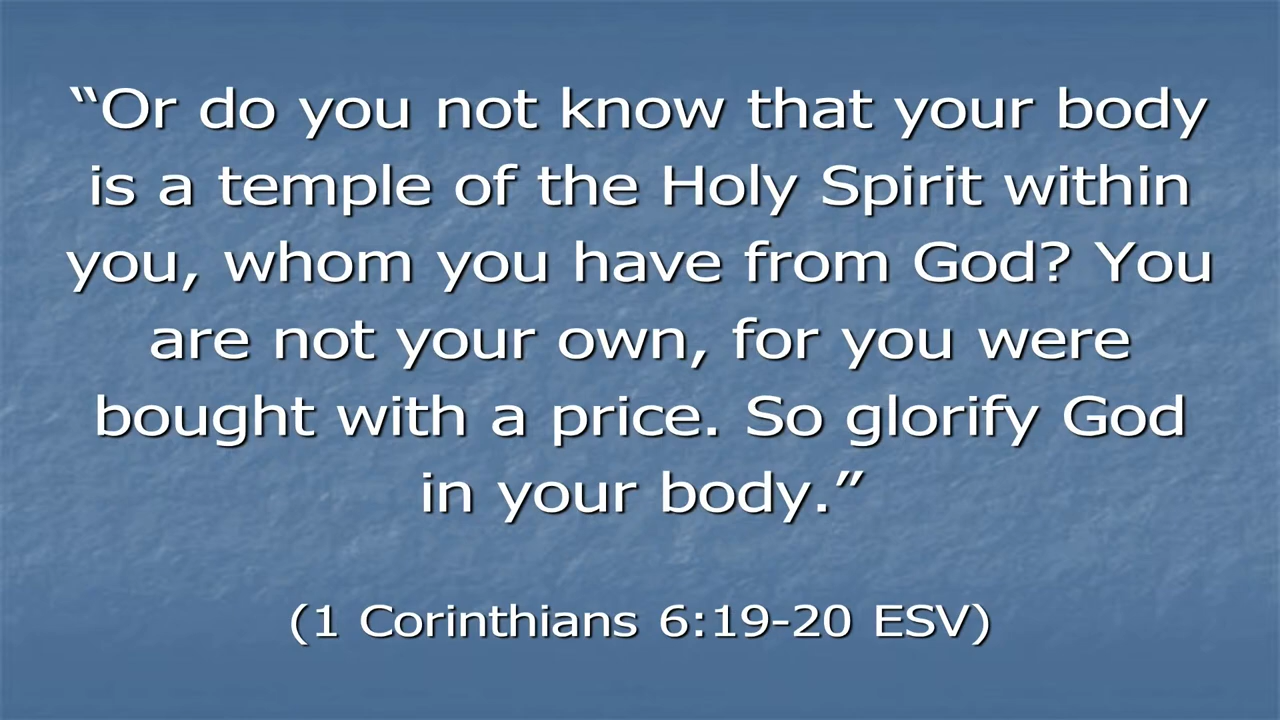 “Or do you not know that your body
is a temple of the Holy Spirit within
you, whom you have from God? You
are not your own, for you were
bought with a price. So glorify God
in your body.”
(1 Corinthians 6:19-20 ESV)